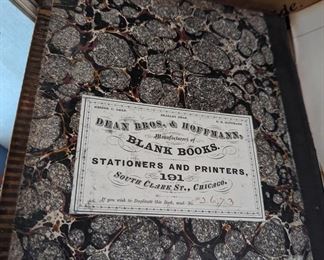 DEAN BROS. & HOFFMANN,
Manufacturers of
BLANK BOOKS,
STATIONERS AND PRINTERS,
191
SOUTH CLARK ST., CHICAGO.
If you wish to Duplicate this Book, send No. 3673